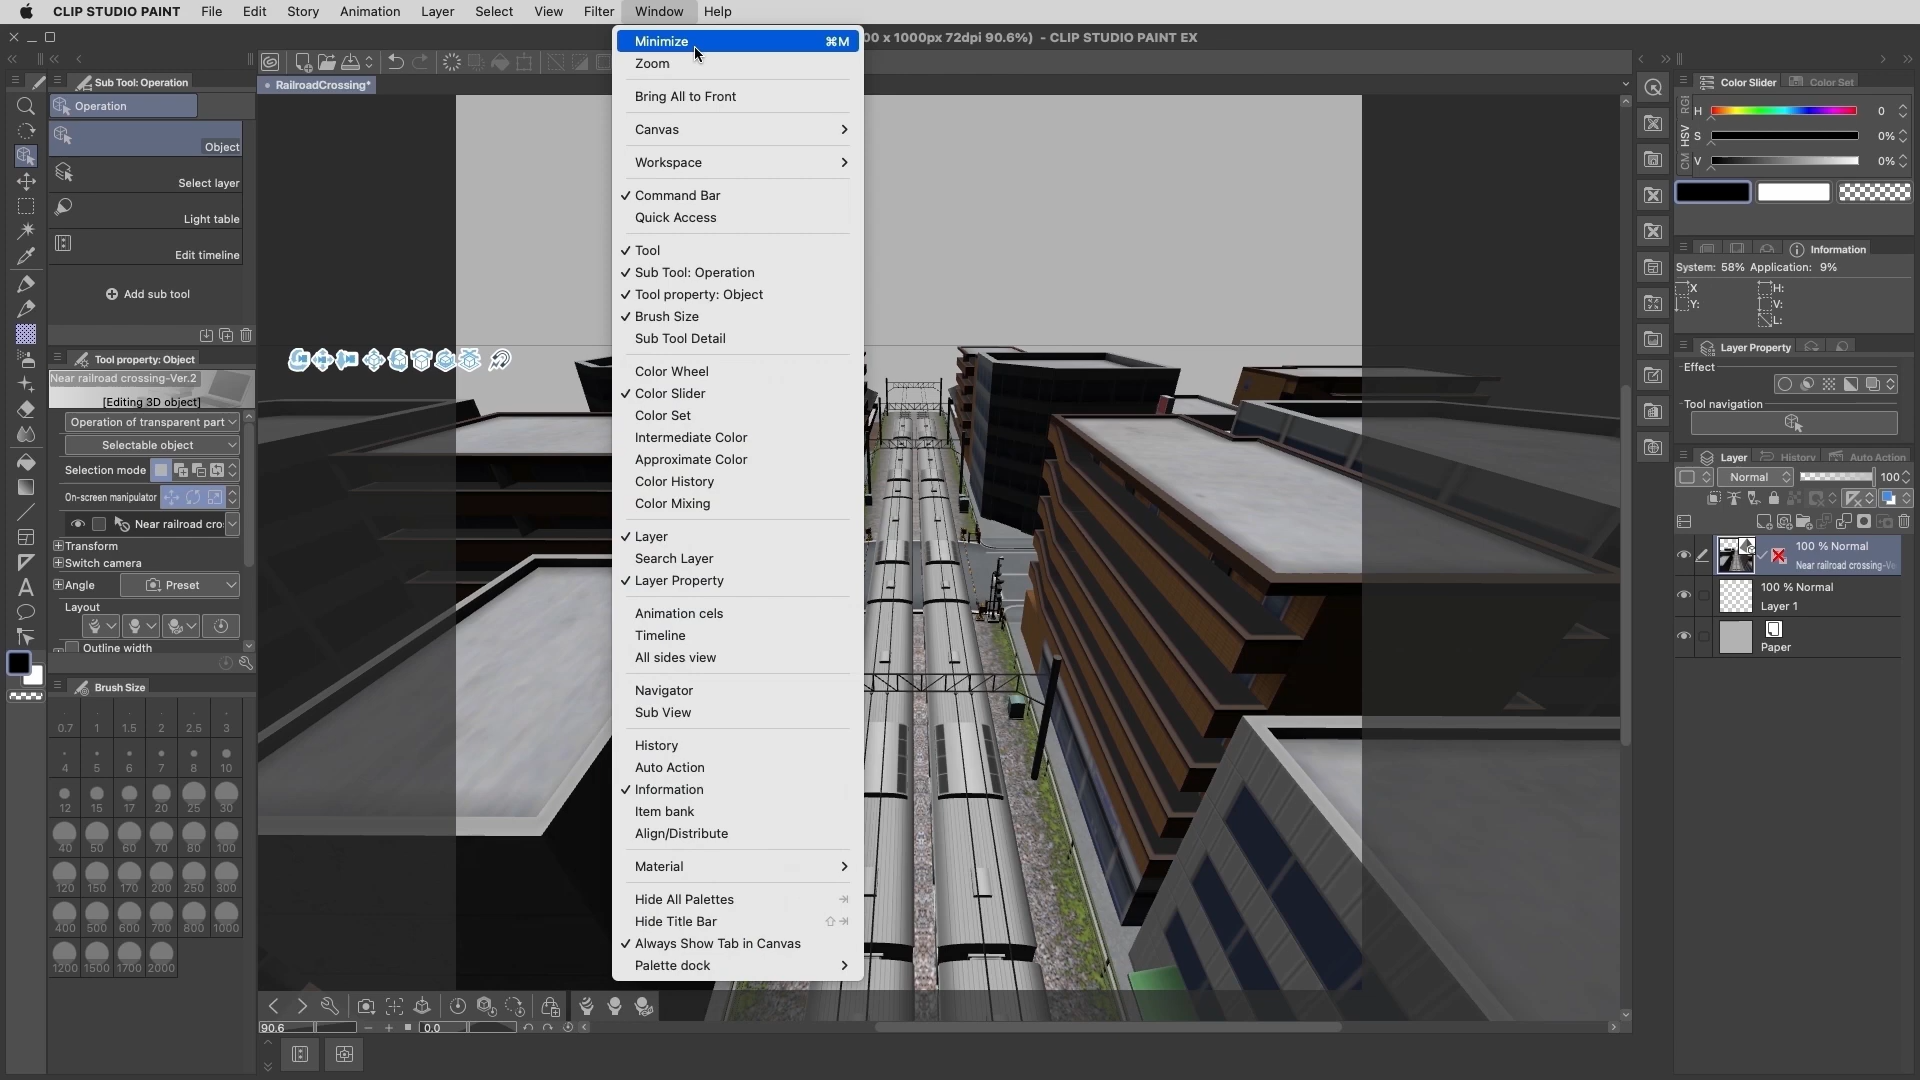 CLIP STUDIO PAINT File Edit Story Animation Layer Select View Filter Window Help
00 x 1000px 72dpi 90.6%) - CLIP STUDIO PAINT EX
RailroadCrossing*
Sub Tool: Operation
Operation
Object
Select layer
Light table
Edit timeline
Add sub tool
Tool property: Object
Near railroad crossing-Ver.2
[Editing 3D object]
Operation of transparent part
Selectable object
Selection mode
On-screen manipulator
Near railroad cro
Transform
Switch camera
Angle Preset
Layout
Outline width
Brush Size
0.7 1 1.5 2 2.5 3
4 5 6 7 8 10
12 15 17 20 25 30
40 50 60 70 80 100
120 150 170 200 250 300
400 500 600 700 800 1000
1200 1500 1700 2000
Minimize ⌘M
Zoom
Bring All to Front
Canvas
Workspace
✓ Command Bar
Quick Access
✓ Tool
✓ Sub Tool: Operation
✓ Tool property: Object
✓ Brush Size
Sub Tool Detail
Color Wheel
✓ Color Slider
Color Set
Intermediate Color
Approximate Color
Color History
Color Mixing
✓ Layer
Search Layer
✓ Layer Property
Animation cels
Timeline
All sides view
Navigator
Sub View
History
Auto Action
✓ Information
Item bank
Align/Distribute
Material
Hide All Palettes ⇥
Hide Title Bar ⇧⇥
✓ Always Show Tab in Canvas
Palette dock
90.6 0.0
Color Slider Color Set
H 0
S 0%
V 0%
HSV
Information
System: 58% Application: 9%
X H:
Y: V:
L:
Layer Property
Effect
Tool navigation
Layer History Auto Action
Normal 100
100 % Normal
Near railroad crossing-Ve
100 % Normal
Layer 1
Paper